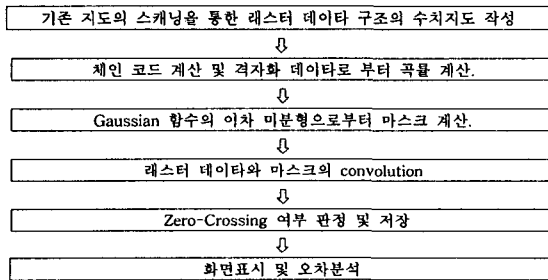 기존 지도의 스캐닝을 통한 래스터 데이타 구조의 수치지도 작성
⇩
체인 코드 계산 및 격자화 데이타로 부터 곡률 계산.
⇩
Gaussian 함수의 이차 미분형으로부터 마스크 계산.
⇩
래스터 데이타와 마스크의 convolution
⇩
Zero-Crossing 여부 판정 및 저장
⇩
화면표시 및 오차분석